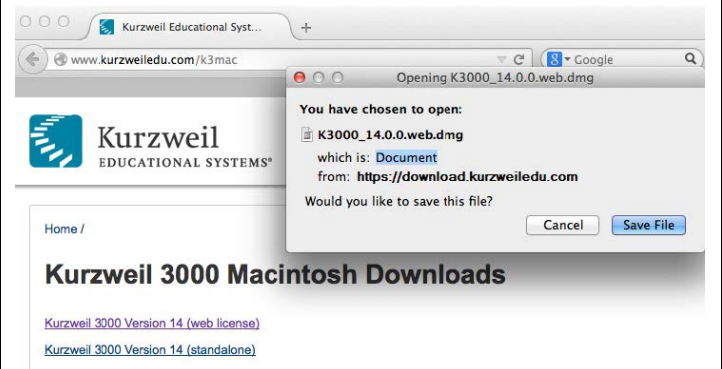 Kurzweil Educational Syst...
+
www.kurzweiledu.com/k3mac
8 Google
Opening K3000_14.0.0.web.dmg
You have chosen to open:
K3000_14.0.0.web.dmg
which is: Document
from: https://download.kurzweiledu.com
Would you like to save this file?
Cancel Save File
Kurzweil
EDUCATIONAL SYSTEMS®
Home /
Kurzweil 3000 Macintosh Downloads
Kurzweil 3000 Version 14 (web license)
Kurzweil 3000 Version 14 (standalone)